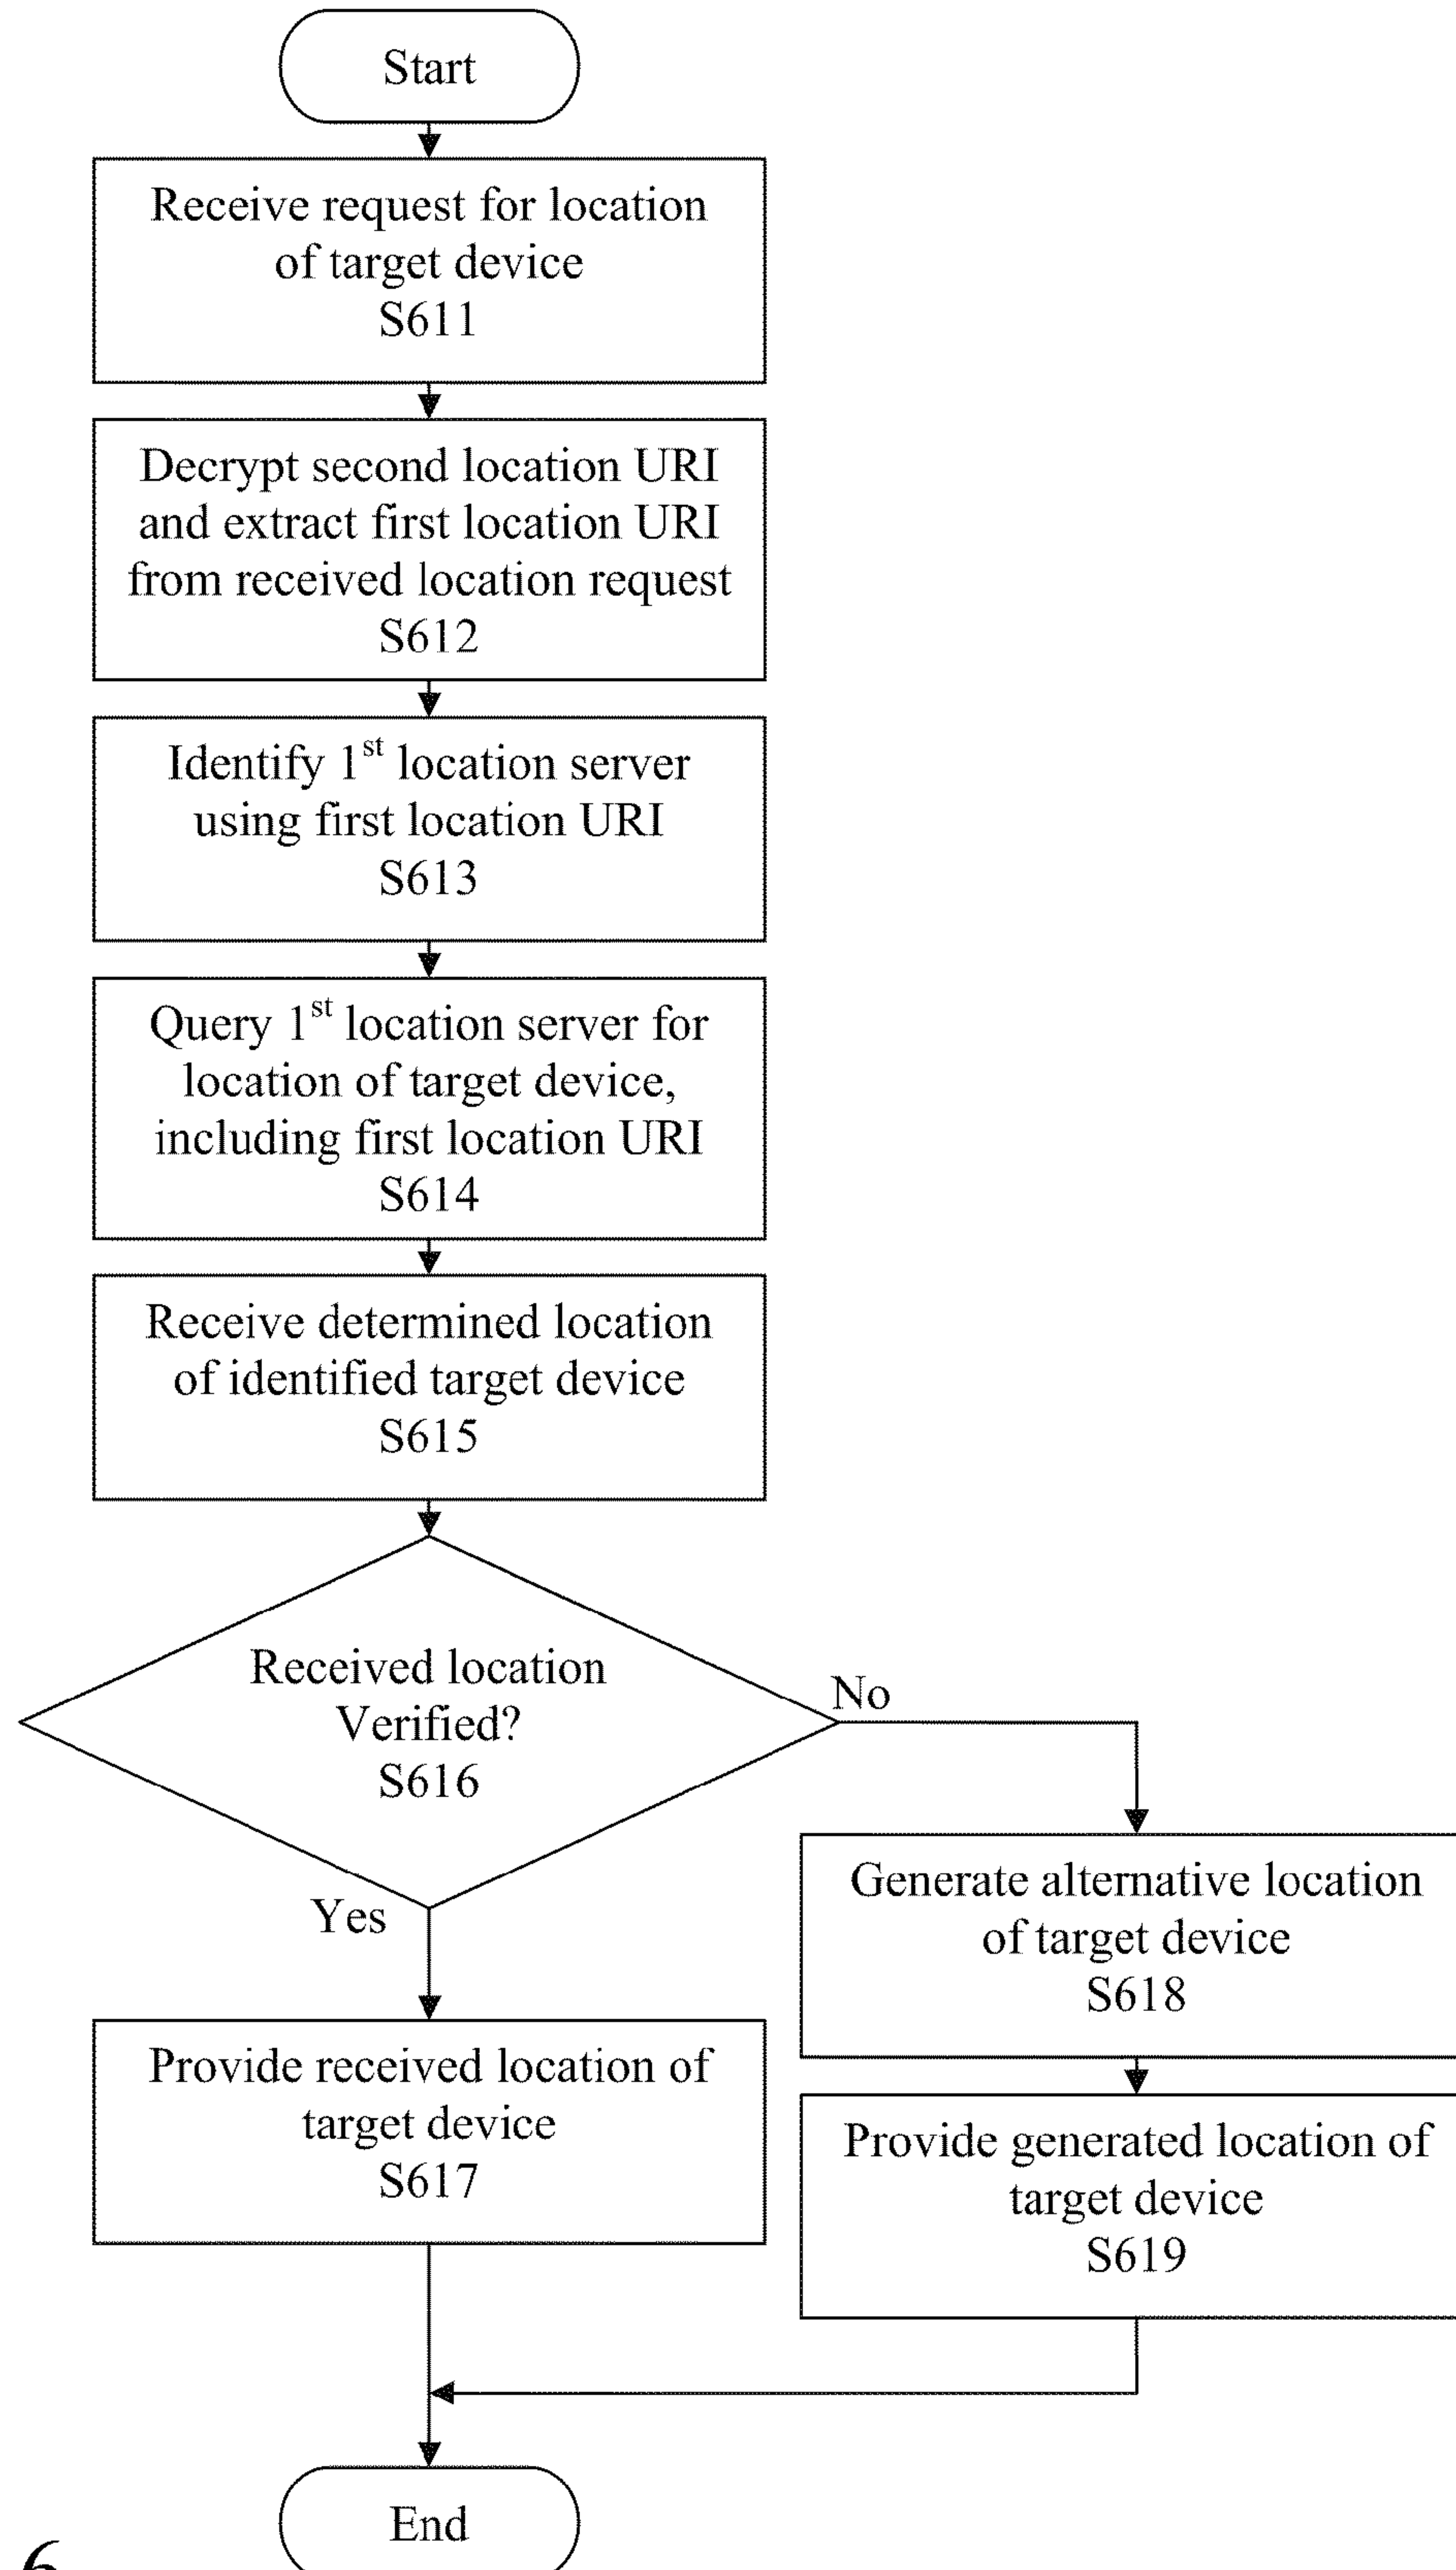 Start
Receive request for location
of target device
S611
Decrypt second location URI
and extract first location URI
from received location request
S612
Identify 1st location server
using first location URI
S613
Query 1st location server for
location of target device,
including first location URI
S614
Receive determined location
of identified target device
S615
Received location
Verified?
S616
No
Yes
Generate alternative location
of target device
S618
Provide received location of
target device
S617
Provide generated location of
target device
S619
End
6